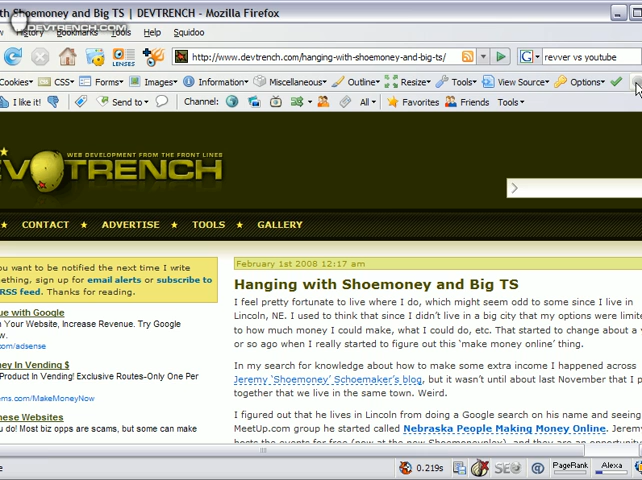 th Shoemoney and Big TS | DEVTRENCH - Mozilla Firefox
DEVTRENCH.COM
History Bookmarks Tools Help Squidoo
LENSES http://www.devtrench.com/hanging-with-shoemoney-and-big-ts/ G revver vs youtube
Cookies CSS Forms Images Information Miscellaneous Outline Resize Tools View Source Options
I like it! Send to Channel: All Favorites Friends Tools
WEB DEVELOPMENT FROM THE FRONT LINES
V TRENCH
CONTACT ADVERTISE TOOLS GALLERY
February 1st 2008 12:17 am
Hanging with Shoemoney and Big TS
ou want to be notified the next time I write
ething, sign up for email alerts or subscribe to
RSS feed. Thanks for reading.
I feel pretty fortunate to live where I do, which might seem odd to some since I live in
Lincoln, NE. I used to think that since I didn't live in a big city that my options were limite
to how much money I could make, what I could do, etc. That started to change about a y
or so ago when I really started to figure out this 'make money online' thing.
ue with Google
n Your Website, Increase Revenue. Try Google
.com/adsense
ney In Vending $
Product In Vending! Exclusive Routes-Only One Per
ems.com/MakeMoneyNow
hese Websites
u do! Most biz opps are scams, but some can make
In my search for knowledge about how to make some extra income I happened across
Jeremy 'Shoemoney' Schoemaker's blog, but it wasn't until about last November that I p
together that we live in the same town. Weird.
I figured out that he lives in Lincoln from doing a Google search on his name and seeing
MeetUp.com group he started called Nebraska People Making Money Online. Jeremy
hosts the events for free (now at the new Shoemoneyplex), and they are an opportunity
e 0.219s SEO PageRank Alexa